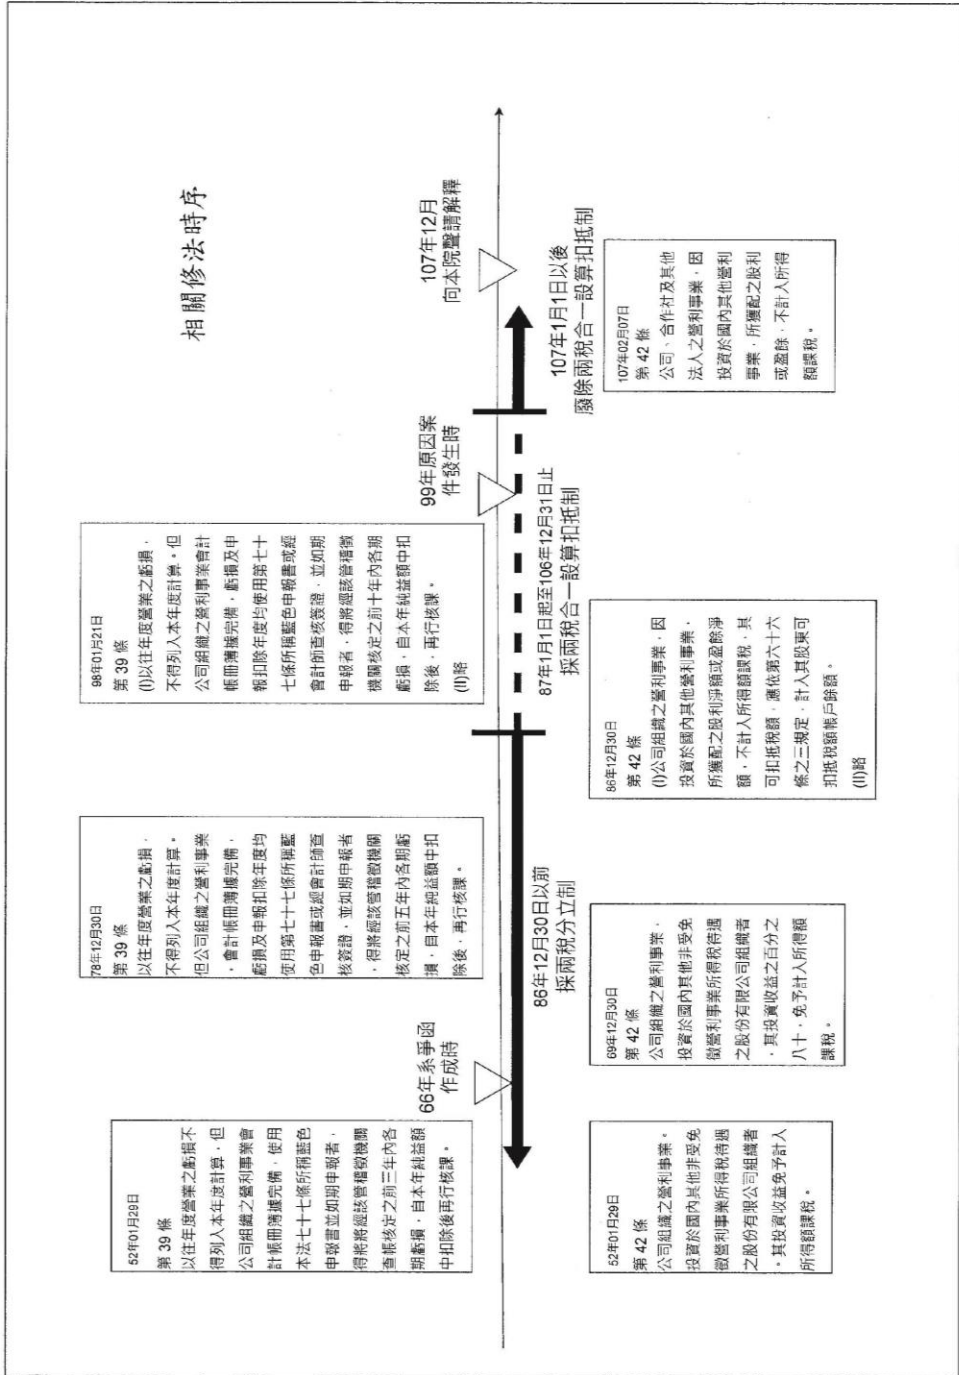 相關修法時序
52年01月29日
第 39 條
以往年度營業之虧損不
得列入本年度計算,但
公司組織之營利事業會
計帳冊簿據完備,使用
本法七十七條所稱藍色
申報書並如期申報者,
得將經該管稽徵機關
查帳核定之前三年內各
期虧損,自本年純益額
中扣除後再行核課。
78年12月30日
第 39 條
以往年度營業之虧損,
不得列入本年度計算。
但公司組織之營利事業
,會計帳冊簿據完備,
虧損及申報扣除年度均
使用第七十七條所稱藍
色申報書或經會計師查
核簽證,並如期申報者
,得將經該管稽徵機關
核定之前五年內各期虧
損,自本年純益額中扣
除後,再行核課。
98年01月21日
第 39 條
(I)以往年度營業之虧損,
不得列入本年度計算。但
公司組織之營利事業會計
帳冊簿據完備,虧損及申
報扣除年度均使用第七十
七條所稱藍色申報書或經
會計師查核簽證,並如期
申報者,得將經該管稽徵
機關核定之前十年內各期
虧損,自本年純益額中扣
除後,再行核課。
(II)略
66年系爭函
作成時
99年原因案
件發生時
107年12月
向本院聲請解釋
86年12月30日以前
採兩稅分立制
87年1月1日起至106年12月31日止
採兩稅合一設算扣抵制
107年1月1日以後
廢除兩稅合一設算扣抵制
52年01月29日
第 42 條
公司組織之營利事業。
投資於國內其他非受免
徵營利事業所得稅待遇
之股份有限公司組織者
。其投資收益免予計入
所得額課稅。
69年12月30日
第 42 條
公司組織之營利事業,
投資於國內其他非受免
徵營利事業所得稅待遇
之股份有限公司組織者
,其投資收益之百分之
八十,免予計入所得額
課稅。
86年12月30日
第 42 條
(I)公司組織之營利事業,因
投資於國內其他營利事業,
所獲配之股利淨額或盈餘淨
額,不計入所得額課稅,其
可扣抵稅額,應依第六十六
條之三規定,計入其股東可
扣抵稅額帳戶餘額。
(II)略
107年02月07日
第 42 條
公司、合作社及其他
法人之營利事業,因
投資於國內其他營利
事業,所獲配之股利
或盈餘,不計入所得
額課稅。